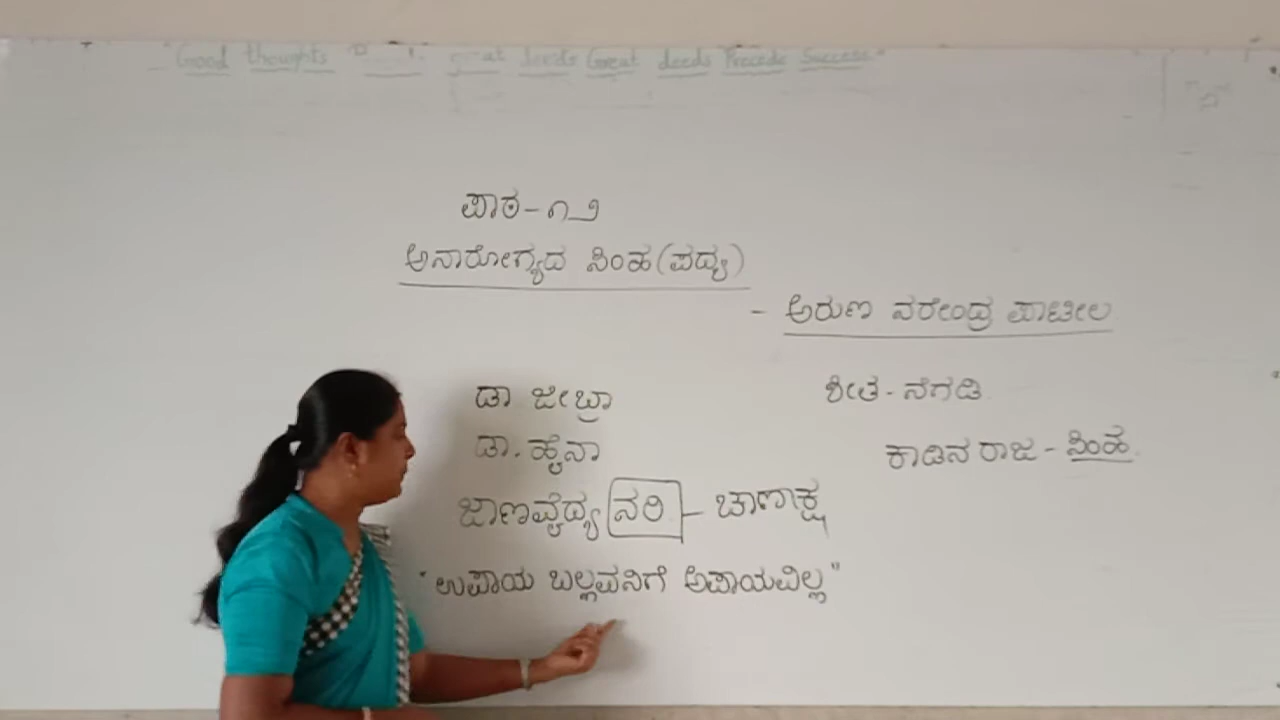 "Good thoughts great deeds Great deeds Precede Success"
ಪಾಠ-೧೨
ಅನಾರೋಗ್ಯದ ಸಿಂಹ(ಪದ್ಯ)
- ಅರುಣ ನರೇಂದ್ರ ಪಾಟೀಲ
ಡಾ ಜೀಬ್ರಾ
ಶೀತ-ನೆಗಡಿ
ಡಾ. ಹೈನಾ
ಕಾಡಿನ ರಾಜ-ಸಿಂಹ.
ಜಾಣವೈದ್ಯ ನರಿ - ಚಾಣಾಕ್ಷ
"ಉಪಾಯ ಬಲ್ಲವನಿಗೆ ಅಪಾಯವಿಲ್ಲ"